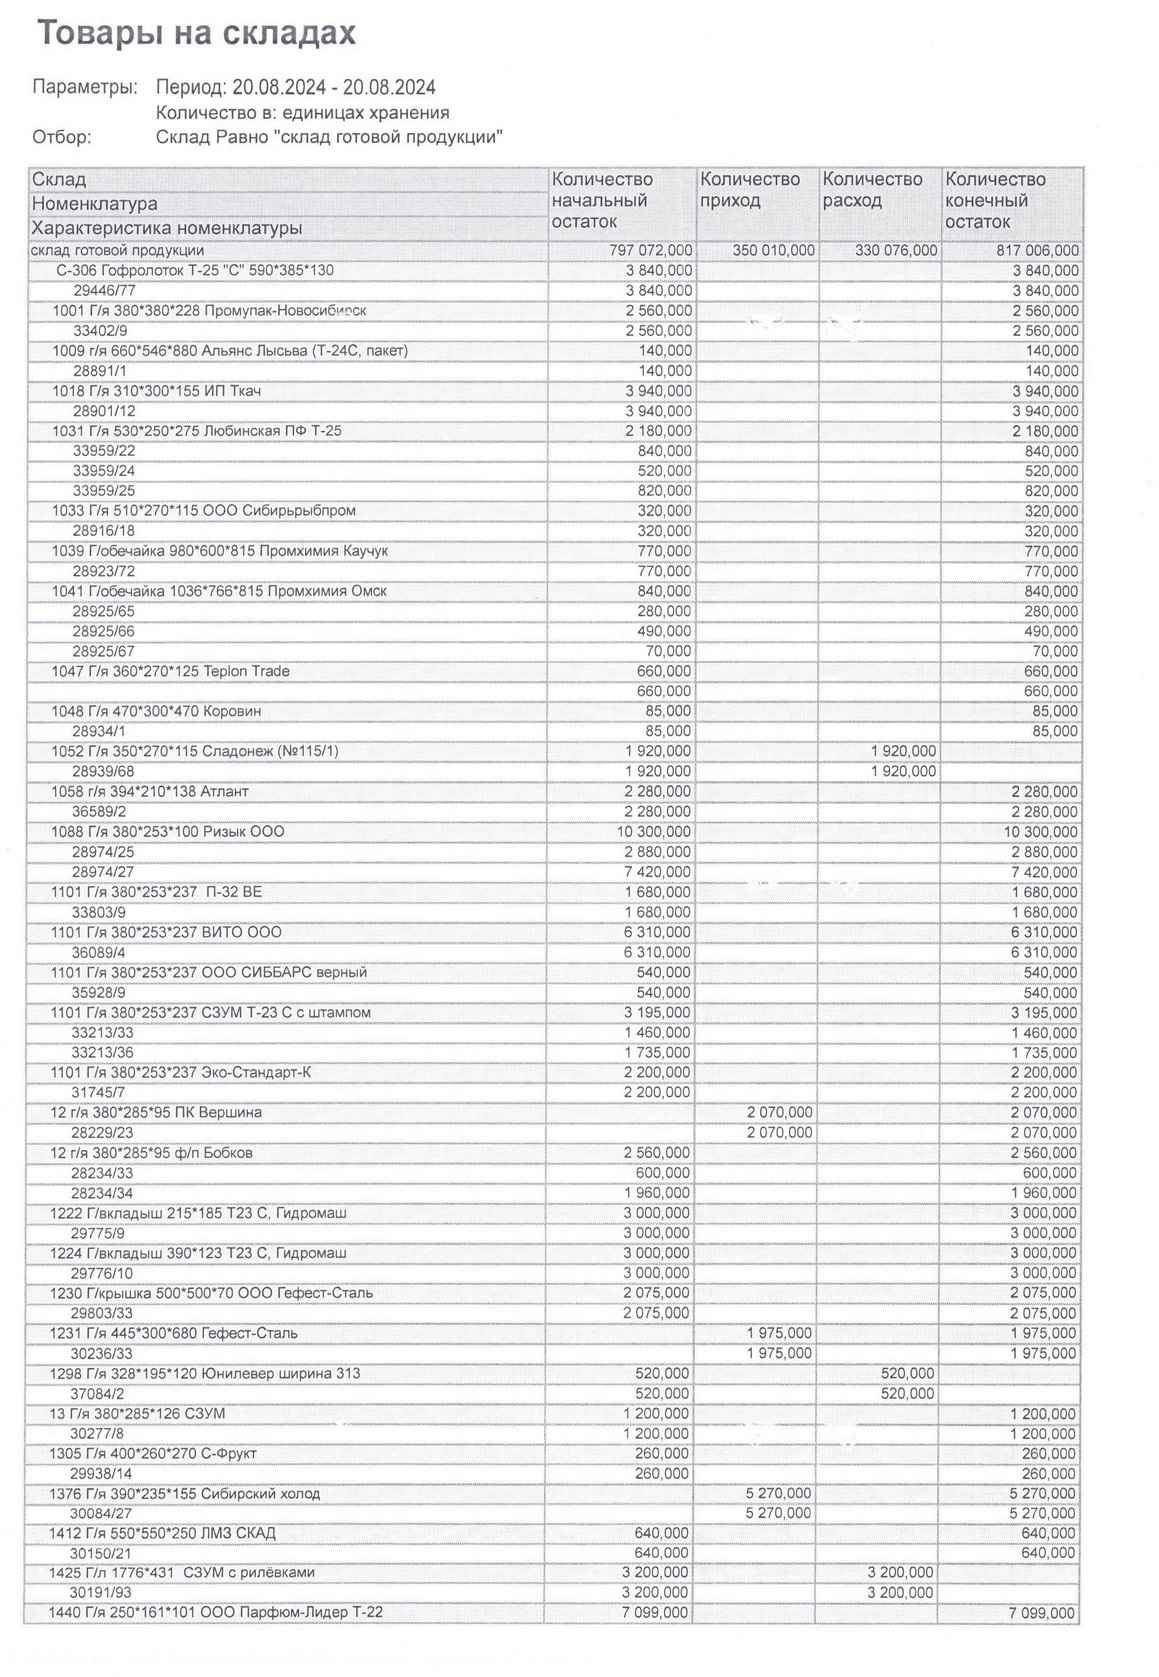 Товары на складах
Параметры: Период: 20.08.2024 - 20.08.2024
Количество в: единицах хранения
Отбор: Склад Равно "склад готовой продукции"
Склад Количество начальный остаток Количество приход Количество расход Количество конечный остаток
Номенклатура
Характеристика номенклатуры
склад готовой продукции 797 072,000 350 010,000 330 076,000 817 006,000
С-306 Гофролоток Т-25 "С" 590*385*130 3 840,000 3 840,000
29446/77 3 840,000 3 840,000
1001 Г/я 380*380*228 Промупак-Новосибирск 2 560,000 2 560,000
33402/9 2 560,000 2 560,000
1009 г/я 660*546*880 Альянс Лысьва (Т-24С, пакет) 140,000 140,000
28891/1 140,000 140,000
1018 Г/я 310*300*155 ИП Ткач 3 940,000 3 940,000
28901/12 3 940,000 3 940,000
1031 Г/я 530*250*275 Любинская ПФ Т-25 2 180,000 2 180,000
33959/22 840,000 840,000
33959/24 520,000 520,000
33959/25 820,000 820,000
1033 Г/я 510*270*115 ООО Сибирьрыбпром 320,000 320,000
28916/18 320,000 320,000
1039 Г/обечайка 980*600*815 Промхимия Каучук 770,000 770,000
28923/72 770,000 770,000
1041 Г/обечайка 1036*766*815 Промхимия Омск 840,000 840,000
28925/65 280,000 280,000
28925/66 490,000 490,000
28925/67 70,000 70,000
1047 Г/я 360*270*125 Teplon Trade 660,000 660,000
660,000 660,000
1048 Г/я 470*300*470 Коровин 85,000 85,000
28934/1 85,000 85,000
1052 Г/я 350*270*115 Сладонеж (№115/1) 1 920,000 1 920,000
28939/68 1 920,000 1 920,000
1058 г/я 394*210*138 Атлант 2 280,000 2 280,000
36589/2 2 280,000 2 280,000
1088 Г/я 380*253*100 Ризык ООО 10 300,000 10 300,000
28974/25 2 880,000 2 880,000
28974/27 7 420,000 7 420,000
1101 Г/я 380*253*237 П-32 ВЕ 1 680,000 1 680,000
33803/9 1 680,000 1 680,000
1101 Г/я 380*253*237 ВИТО ООО 6 310,000 6 310,000
36089/4 6 310,000 6 310,000
1101 Г/я 380*253*237 ООО СИББАРС верный 540,000 540,000
35928/9 540,000 540,000
1101 Г/я 380*253*237 СЗУМ Т-23 С с штампом 3 195,000 3 195,000
33213/33 1 460,000 1 460,000
33213/36 1 735,000 1 735,000
1101 Г/я 380*253*237 Эко-Стандарт-К 2 200,000 2 200,000
31745/7 2 200,000 2 200,000
12 г/я 380*285*95 ПК Вершина 2 070,000 2 070,000
28229/23 2 070,000 2 070,000
12 г/я 380*285*95 ф/п Бобков 2 560,000 2 560,000
28234/33 600,000 600,000
28234/34 1 960,000 1 960,000
1222 Г/вкладыш 215*185 Т23 С, Гидромаш 3 000,000 3 000,000
29775/9 3 000,000 3 000,000
1224 Г/вкладыш 390*123 Т23 С, Гидромаш 3 000,000 3 000,000
29776/10 3 000,000 3 000,000
1230 Г/крышка 500*500*70 ООО Гефест-Сталь 2 075,000 2 075,000
29803/33 2 075,000 2 075,000
1231 Г/я 445*300*680 Гефест-Сталь 1 975,000 1 975,000
30236/33 1 975,000 1 975,000
1298 Г/я 328*195*120 Юнилевер ширина 313 520,000 520,000
37084/2 520,000 520,000
13 Г/я 380*285*126 СЗУМ 1 200,000 1 200,000
30277/8 1 200,000 1 200,000
1305 Г/я 400*260*270 С-Фрукт 260,000 260,000
29938/14 260,000 260,000
1376 Г/я 390*235*155 Сибирский холод 5 270,000 5 270,000
30084/27 5 270,000 5 270,000
1412 Г/я 550*550*250 ЛМЗ СКАД 640,000 640,000
30150/21 640,000 640,000
1425 Г/л 1776*431 СЗУМ с рилёвками 3 200,000 3 200,000
30191/93 3 200,000 3 200,000
1440 Г/я 250*161*101 ООО Парфюм-Лидер Т-22 7 099,000 7 099,000